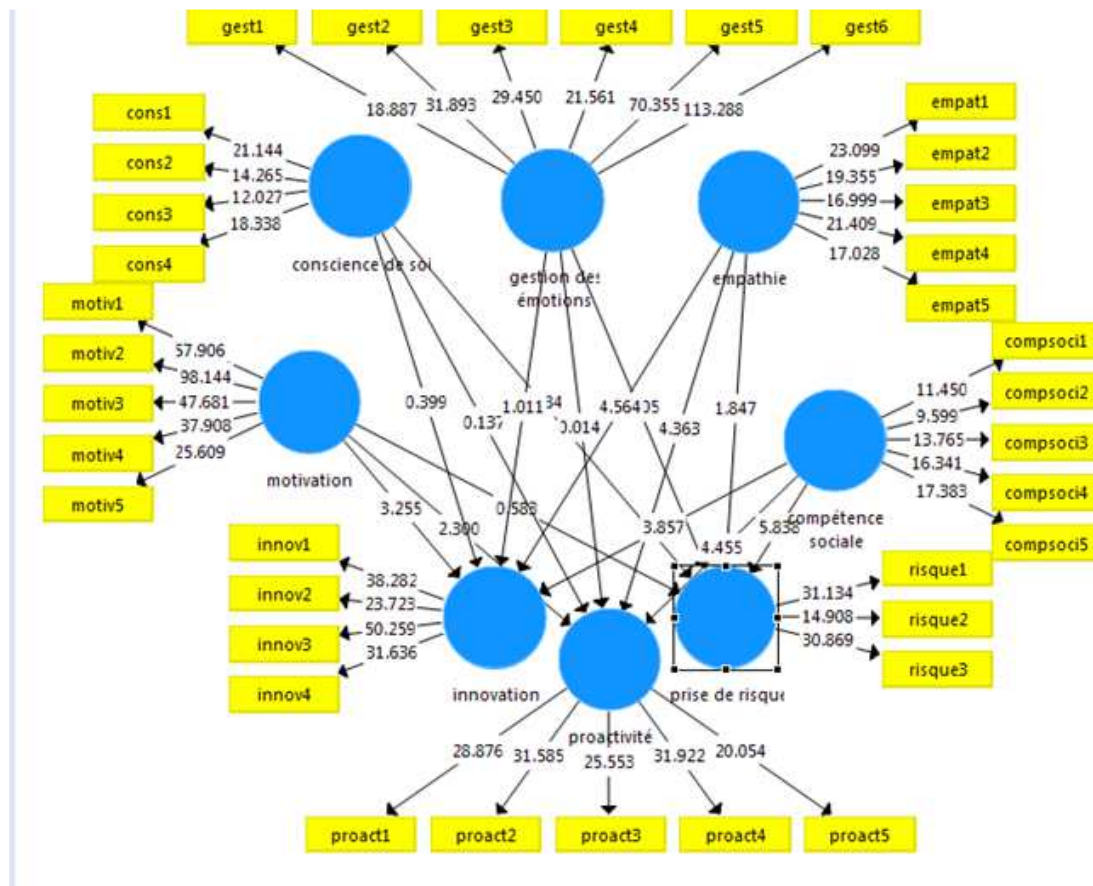 gest1 gest2 gest3 gest4 gest5 gest6
18.887 31.893 29.450 21.561 70.355 113.288
cons1
cons2
cons3
cons4
21.144
14.265
12.027
18.338
conscience de soi
gestion des
émotions
empathie
empat1
empat2
empat3
empat4
empat5
23.099
19.355
16.999
21.409
17.028
motiv1
motiv2
motiv3
motiv4
motiv5
57.906
98.144
47.681
37.908
25.609
motivation
compsoci1
compsoci2
compsoci3
compsoci4
compsoci5
11.450
9.599
13.765
16.341
17.383
compétence
sociale
0.399
0.137
1.011
0.014
4.564
4.363
1.847
3.255
2.300
0.583
3.857
4.455
5.838
innov1
innov2
innov3
innov4
38.282
23.723
50.259
31.636
innovation
proactivité
prise de risque
risque1
risque2
risque3
31.134
14.908
30.869
28.876 31.585 25.553 31.922 20.054
proact1 proact2 proact3 proact4 proact5